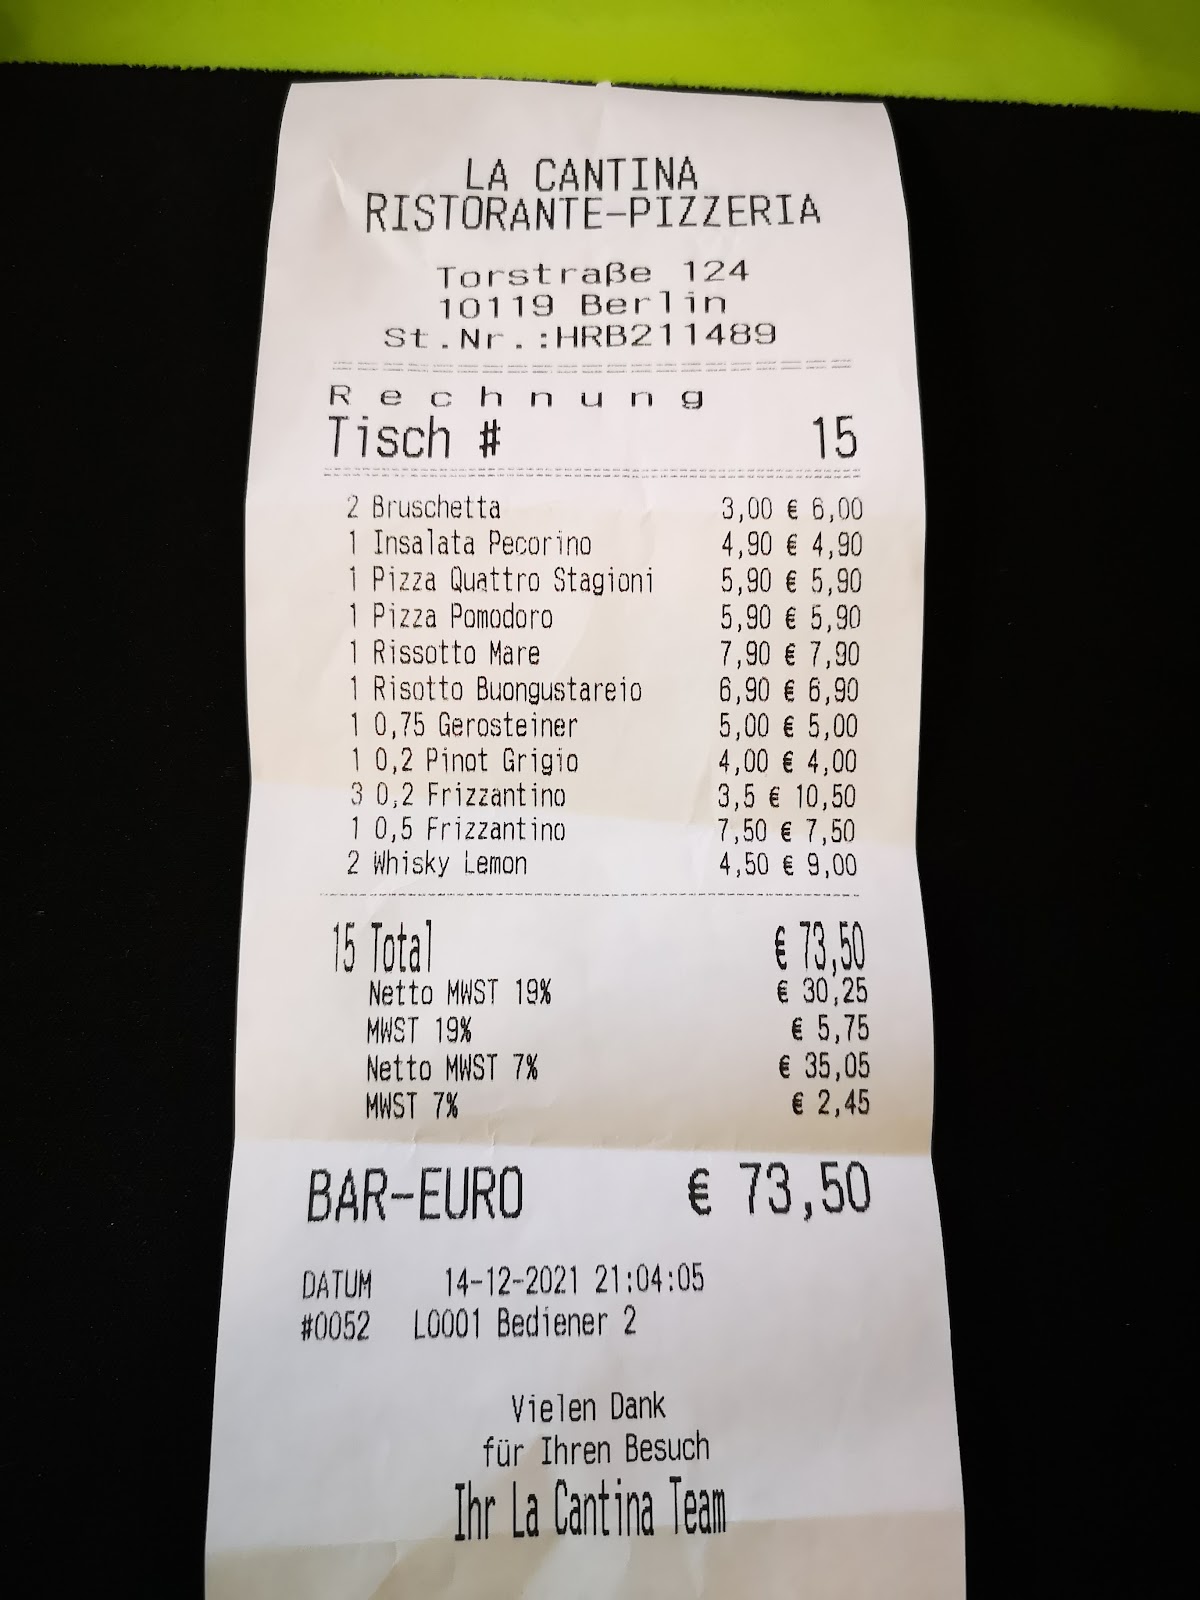 LA CANTINA
RISTORANTE-PIZZERIA
Torstraße 124
10119 Berlin
St.Nr.:HRB211489
Rechnung
Tisch # 15
2 Bruschetta 3,00 € 6,00
1 Insalata Pecorino 4,90 € 4,90
1 Pizza Quattro Stagioni 5,90 € 5,90
1 Pizza Pomodoro 5,90 € 5,90
1 Rissotto Mare 7,90 € 7,90
1 Risotto Buongustareio 6,90 € 6,90
1 0,75 Gerosteiner 5,00 € 5,00
1 0,2 Pinot Grigio 4,00 € 4,00
3 0,2 Frizzantino 3,5 € 10,50
1 0,5 Frizzantino 7,50 € 7,50
2 Whisky Lemon 4,50 € 9,00
15 Total € 73,50
Netto MWST 19% € 30,25
MWST 19% € 5,75
Netto MWST 7% € 35,05
MWST 7% € 2,45
BAR-EURO € 73,50
DATUM 14-12-2021 21:04:05
#0052 L0001 Bediener 2
Vielen Dank
für Ihren Besuch
Ihr La Cantina Team